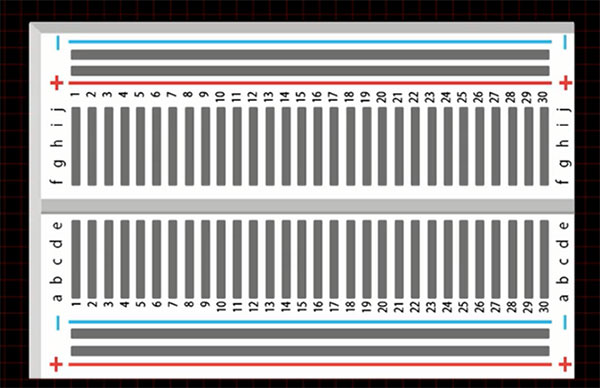 − −
+ +
1 2 3 4 5 6 7 8 9 10 11 12 13 14 15 16 17 18 19 20 21 22 23 24 25 26 27 28 29 30
j j
i i
h h
g g
f f
e e
d d
c c
b b
a a
1 2 3 4 5 6 7 8 9 10 11 12 13 14 15 16 17 18 19 20 21 22 23 24 25 26 27 28 29 30
− −
+ +